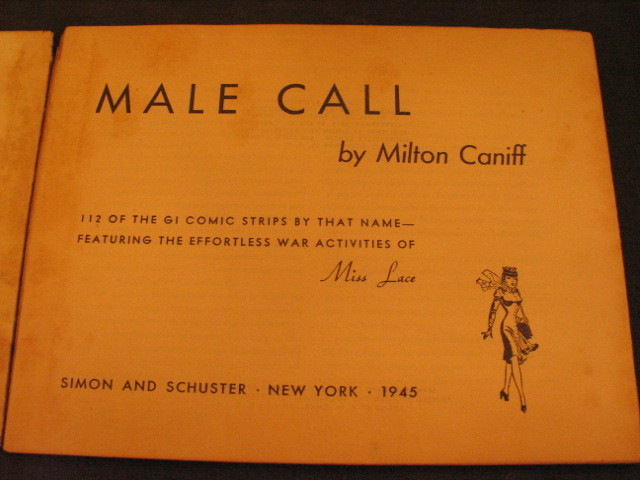 MALE CALL
by Milton Caniff
112 OF THE GI COMIC STRIPS BY THAT NAME—
FEATURING THE EFFORTLESS WAR ACTIVITIES OF
Miss Lace
SIMON AND SCHUSTER · NEW YORK · 1945